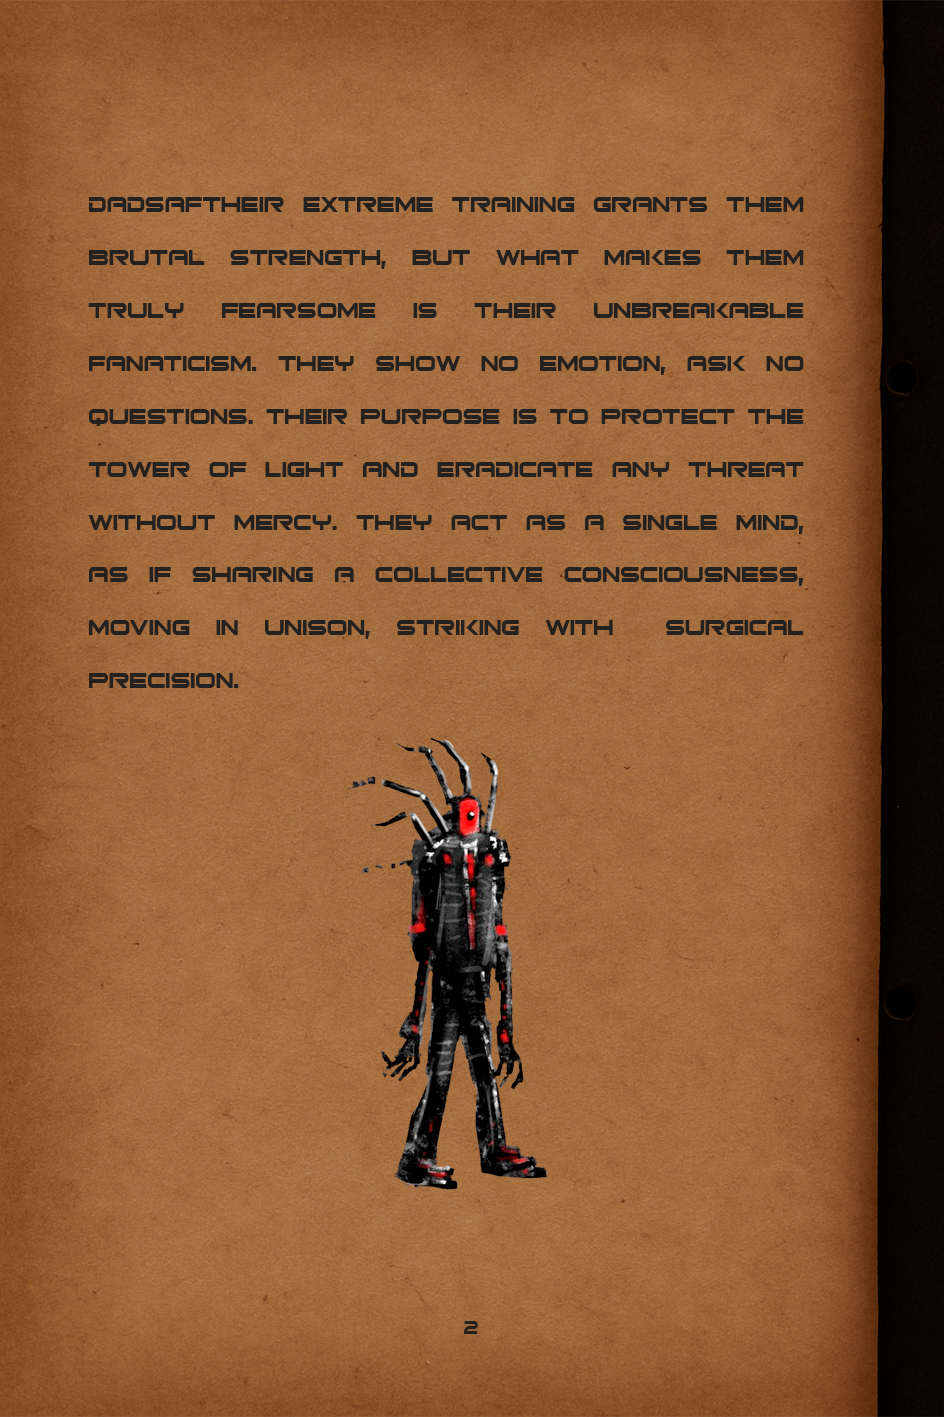 DADSAFTHEIR EXTREME TRAINING GRANTS THEM
BRUTAL STRENGTH, BUT WHAT MAKES THEM
TRULY FEARSOME IS THEIR UNBREAKABLE
FANATICISM. THEY SHOW NO EMOTION, ASK NO
QUESTIONS. THEIR PURPOSE IS TO PROTECT THE
TOWER OF LIGHT AND ERADICATE ANY THREAT
WITHOUT MERCY. THEY ACT AS A SINGLE MIND,
AS IF SHARING A COLLECTIVE CONSCIOUSNESS,
MOVING IN UNISON, STRIKING WITH SURGICAL
PRECISION.
2